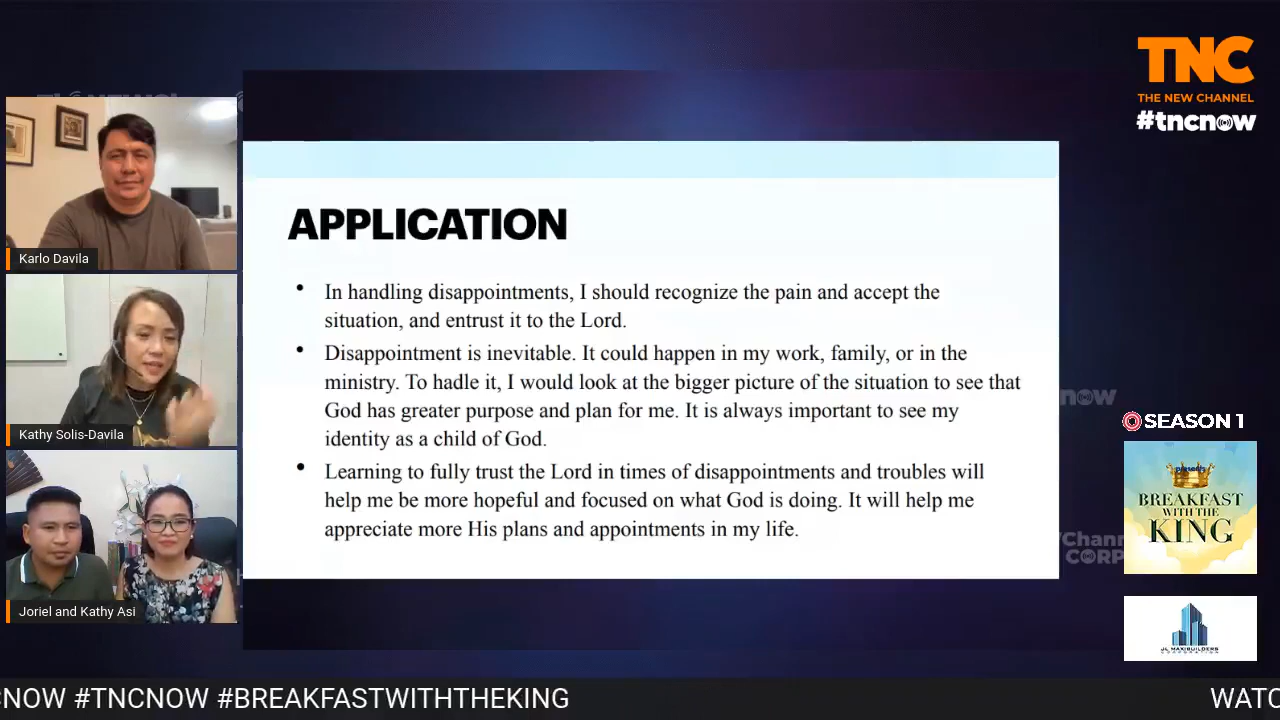 TNC
THE NEW CHANNEL
#tncnow
APPLICATION
• In handling disappointments, I should recognize the pain and accept the
situation, and entrust it to the Lord.
• Disappointment is inevitable. It could happen in my work, family, or in the
ministry. To hadle it, I would look at the bigger picture of the situation to see that
God has greater purpose and plan for me. It is always important to see my
identity as a child of God.
• Learning to fully trust the Lord in times of disappointments and troubles will
help me be more hopeful and focused on what God is doing. It will help me
appreciate more His plans and appointments in my life.
Karlo Davila
Kathy Solis-Davila
Joriel and Kathy Asi
SEASON 1
presents
BREAKFAST
WITH THE
KING
JL MAXIBUILDERS
CORPORATION
CNOW #TNCNOW #BREAKFASTWITHTHEKING
WATC